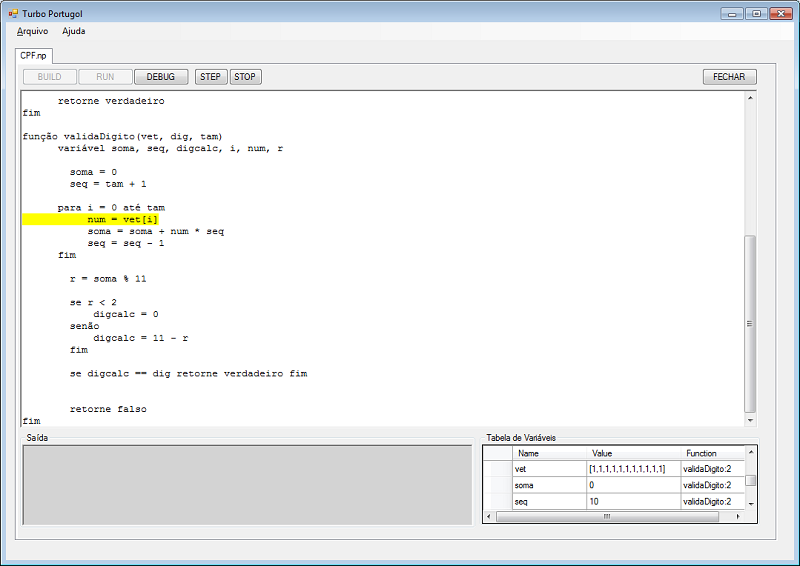 Turbo Portugol
Arquivo Ajuda
CPF.np
BUILD RUN DEBUG STEP STOP FECHAR
retorne verdadeiro
fim
função validaDigito(vet, dig, tam)
variável soma, seq, digcalc, i, num, r
soma = 0
seq = tam + 1
para i = 0 até tam
num = vet[i]
soma = soma + num * seq
seq = seq - 1
fim
r = soma % 11
se r < 2
digcalc = 0
senão
digcalc = 11 - r
fim
se digcalc == dig retorne verdadeiro fim
retorne falso
fim
Saída
Tabela de Variáveis
Name Value Function
vet [1,1,1,1,1,1,1,1,1,1,1] validaDigito:2
soma 0 validaDigito:2
seq 10 validaDigito:2